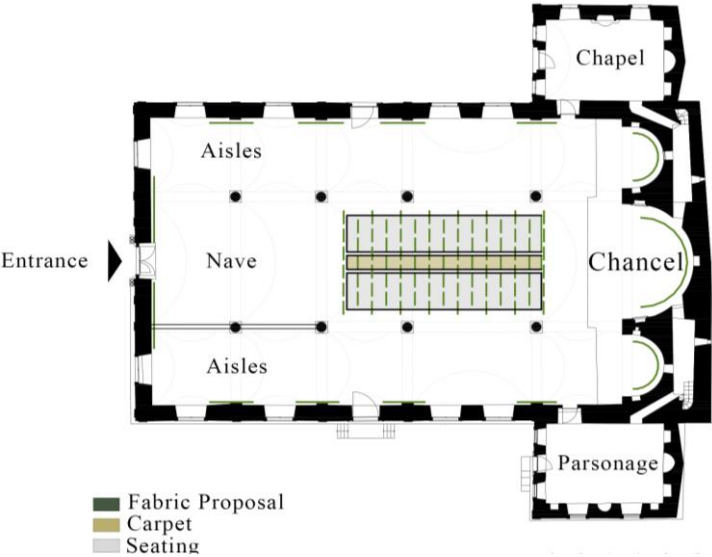 Chapel
Aisles
Entrance
Nave
Chancel
Aisles
Parsonage
Fabric Proposal
Carpet
Seating